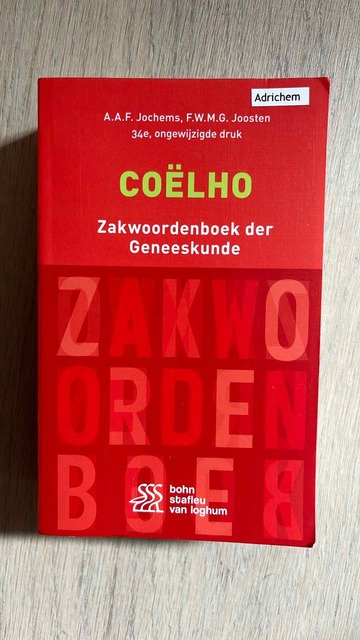 Adrichem
A.A.F. Jochems, F.W.M.G. Joosten
34e, ongewijzigde druk
COËLHO
Zakwoordenboek der
Geneeskunde
ZAKWO
ORDEN
BOEK
bohn
stafleu
van loghum